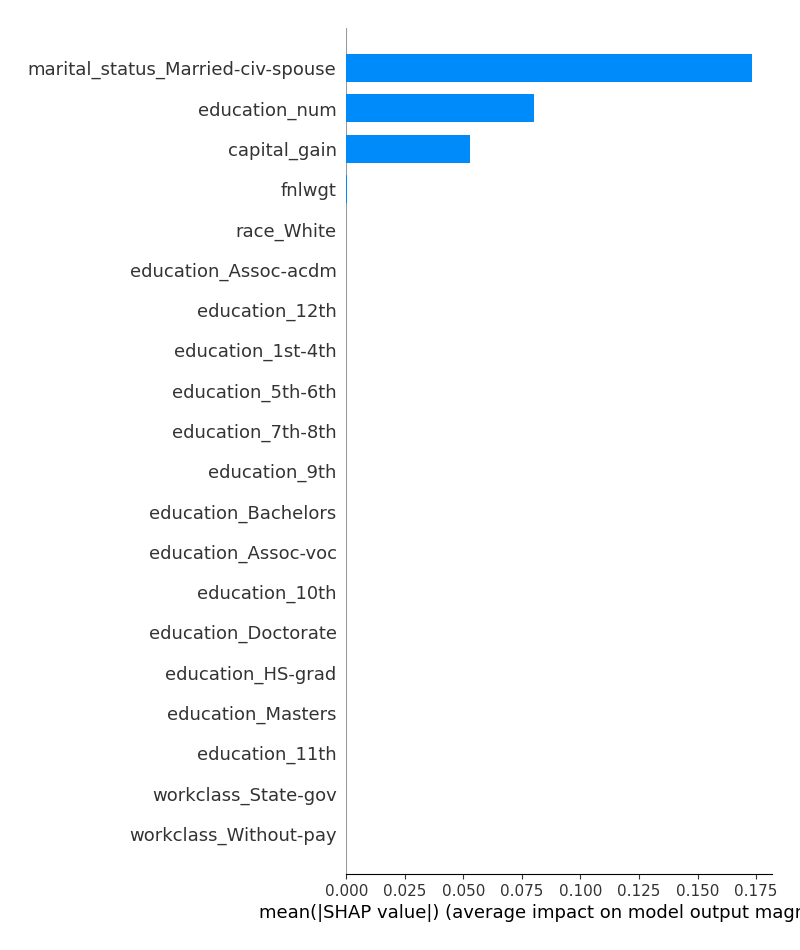 marital_status_Married-civ-spouse
education_num
capital_gain
fnlwgt
race_White
education_Assoc-acdm
education_12th
education_1st-4th
education_5th-6th
education_7th-8th
education_9th
education_Bachelors
education_Assoc-voc
education_10th
education_Doctorate
education_HS-grad
education_Masters
education_11th
workclass_State-gov
workclass_Without-pay
0.000 0.025 0.050 0.075 0.100 0.125 0.150 0.175
mean(|SHAP value|) (average impact on model output magr